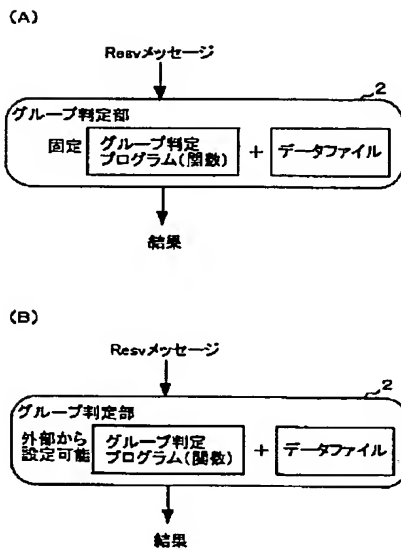 (A)
Resvメッセージ
2
グループ判定部
固定
グループ判定
プログラム(関数)
+
データファイル
結果
(B)
Resvメッセージ
2
グループ判定部
外部から
設定可能
グループ判定
プログラム(関数)
+
データファイル
結果